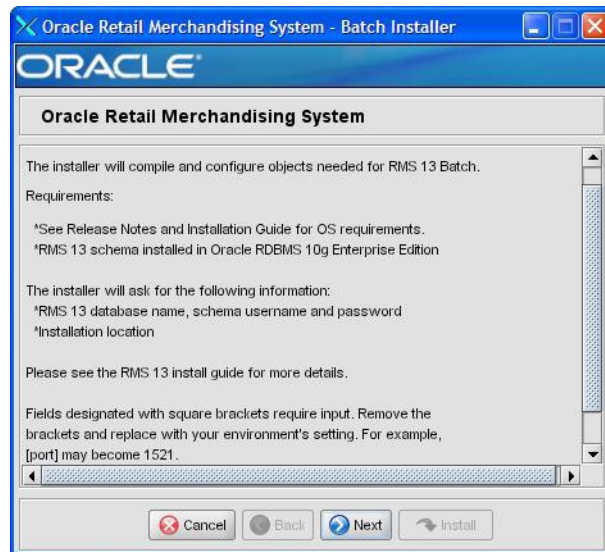 Oracle Retail Merchandising System - Batch Installer
ORACLE®
Oracle Retail Merchandising System
The installer will compile and configure objects needed for RMS 13 Batch.
Requirements:
*See Release Notes and Installation Guide for OS requirements.
*RMS 13 schema installed in Oracle RDBMS 10g Enterprise Edition
The installer will ask for the following information:
*RMS 13 database name, schema username and password
*Installation location
Please see the RMS 13 install guide for more details.
Fields designated with square brackets require input. Remove the
brackets and replace with your environment's setting. For example,
[port] may become 1521.
Cancel Back Next Install